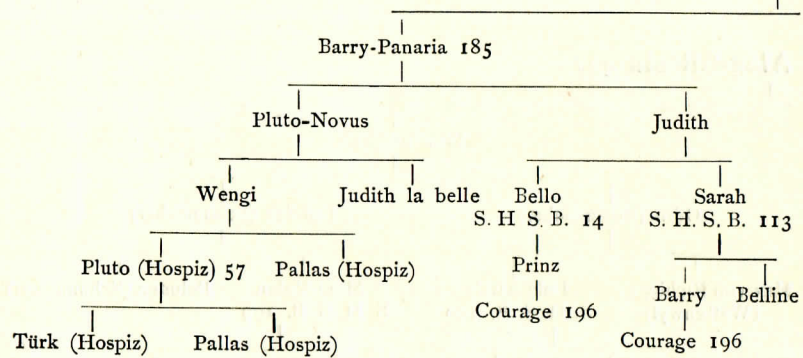 Barry-Panaria 185
Pluto-Novus Judith
Wengi Judith la belle Bello Sarah
S. H S. B. 14 S. H. S. B. 113
Pluto (Hospiz) 57 Pallas (Hospiz) Prinz
Barry Belline
Courage 196
Türk (Hospiz) Pallas (Hospiz) Courage 196